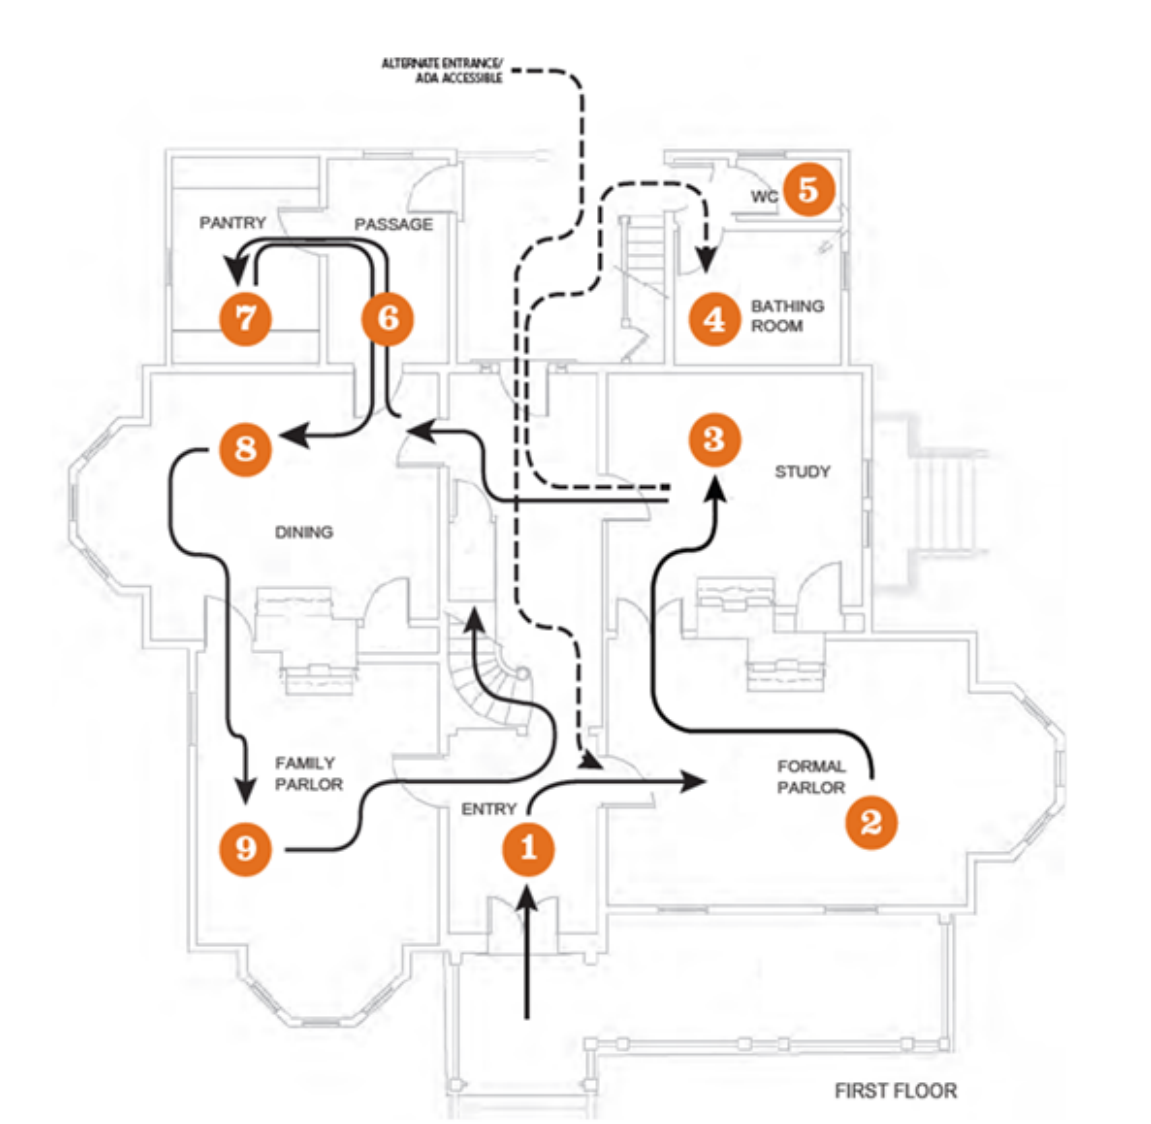 ALTERNATE ENTRANCE/
ADA ACCESSIBLE
5
WC
PANTRY
PASSAGE
7
6
4
BATHING
ROOM
3
8
STUDY
DINING
FAMILY
PARLOR
FORMAL
PARLOR
ENTRY
2
9
1
FIRST FLOOR